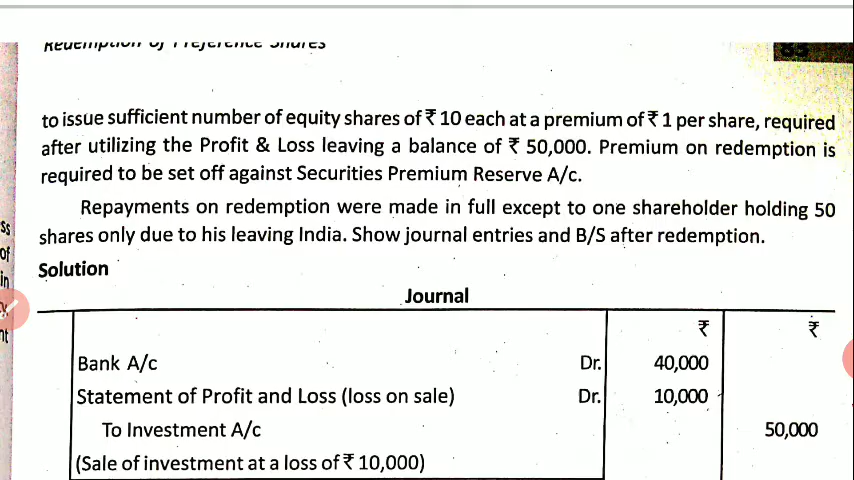 Redemption of Preference Shares
to issue sufficient number of equity shares of ₹ 10 each at a premium of ₹ 1 per share, required
after utilizing the Profit & Loss leaving a balance of ₹ 50,000. Premium on redemption is
required to be set off against Securities Premium Reserve A/c.
Repayments on redemption were made in full except to one shareholder holding 50
shares only due to his leaving India. Show journal entries and B/S after redemption.
Solution
Journal
₹ ₹
Bank A/c Dr. 40,000
Statement of Profit and Loss (loss on sale) Dr. 10,000
To Investment A/c 50,000
(Sale of investment at a loss of ₹ 10,000)